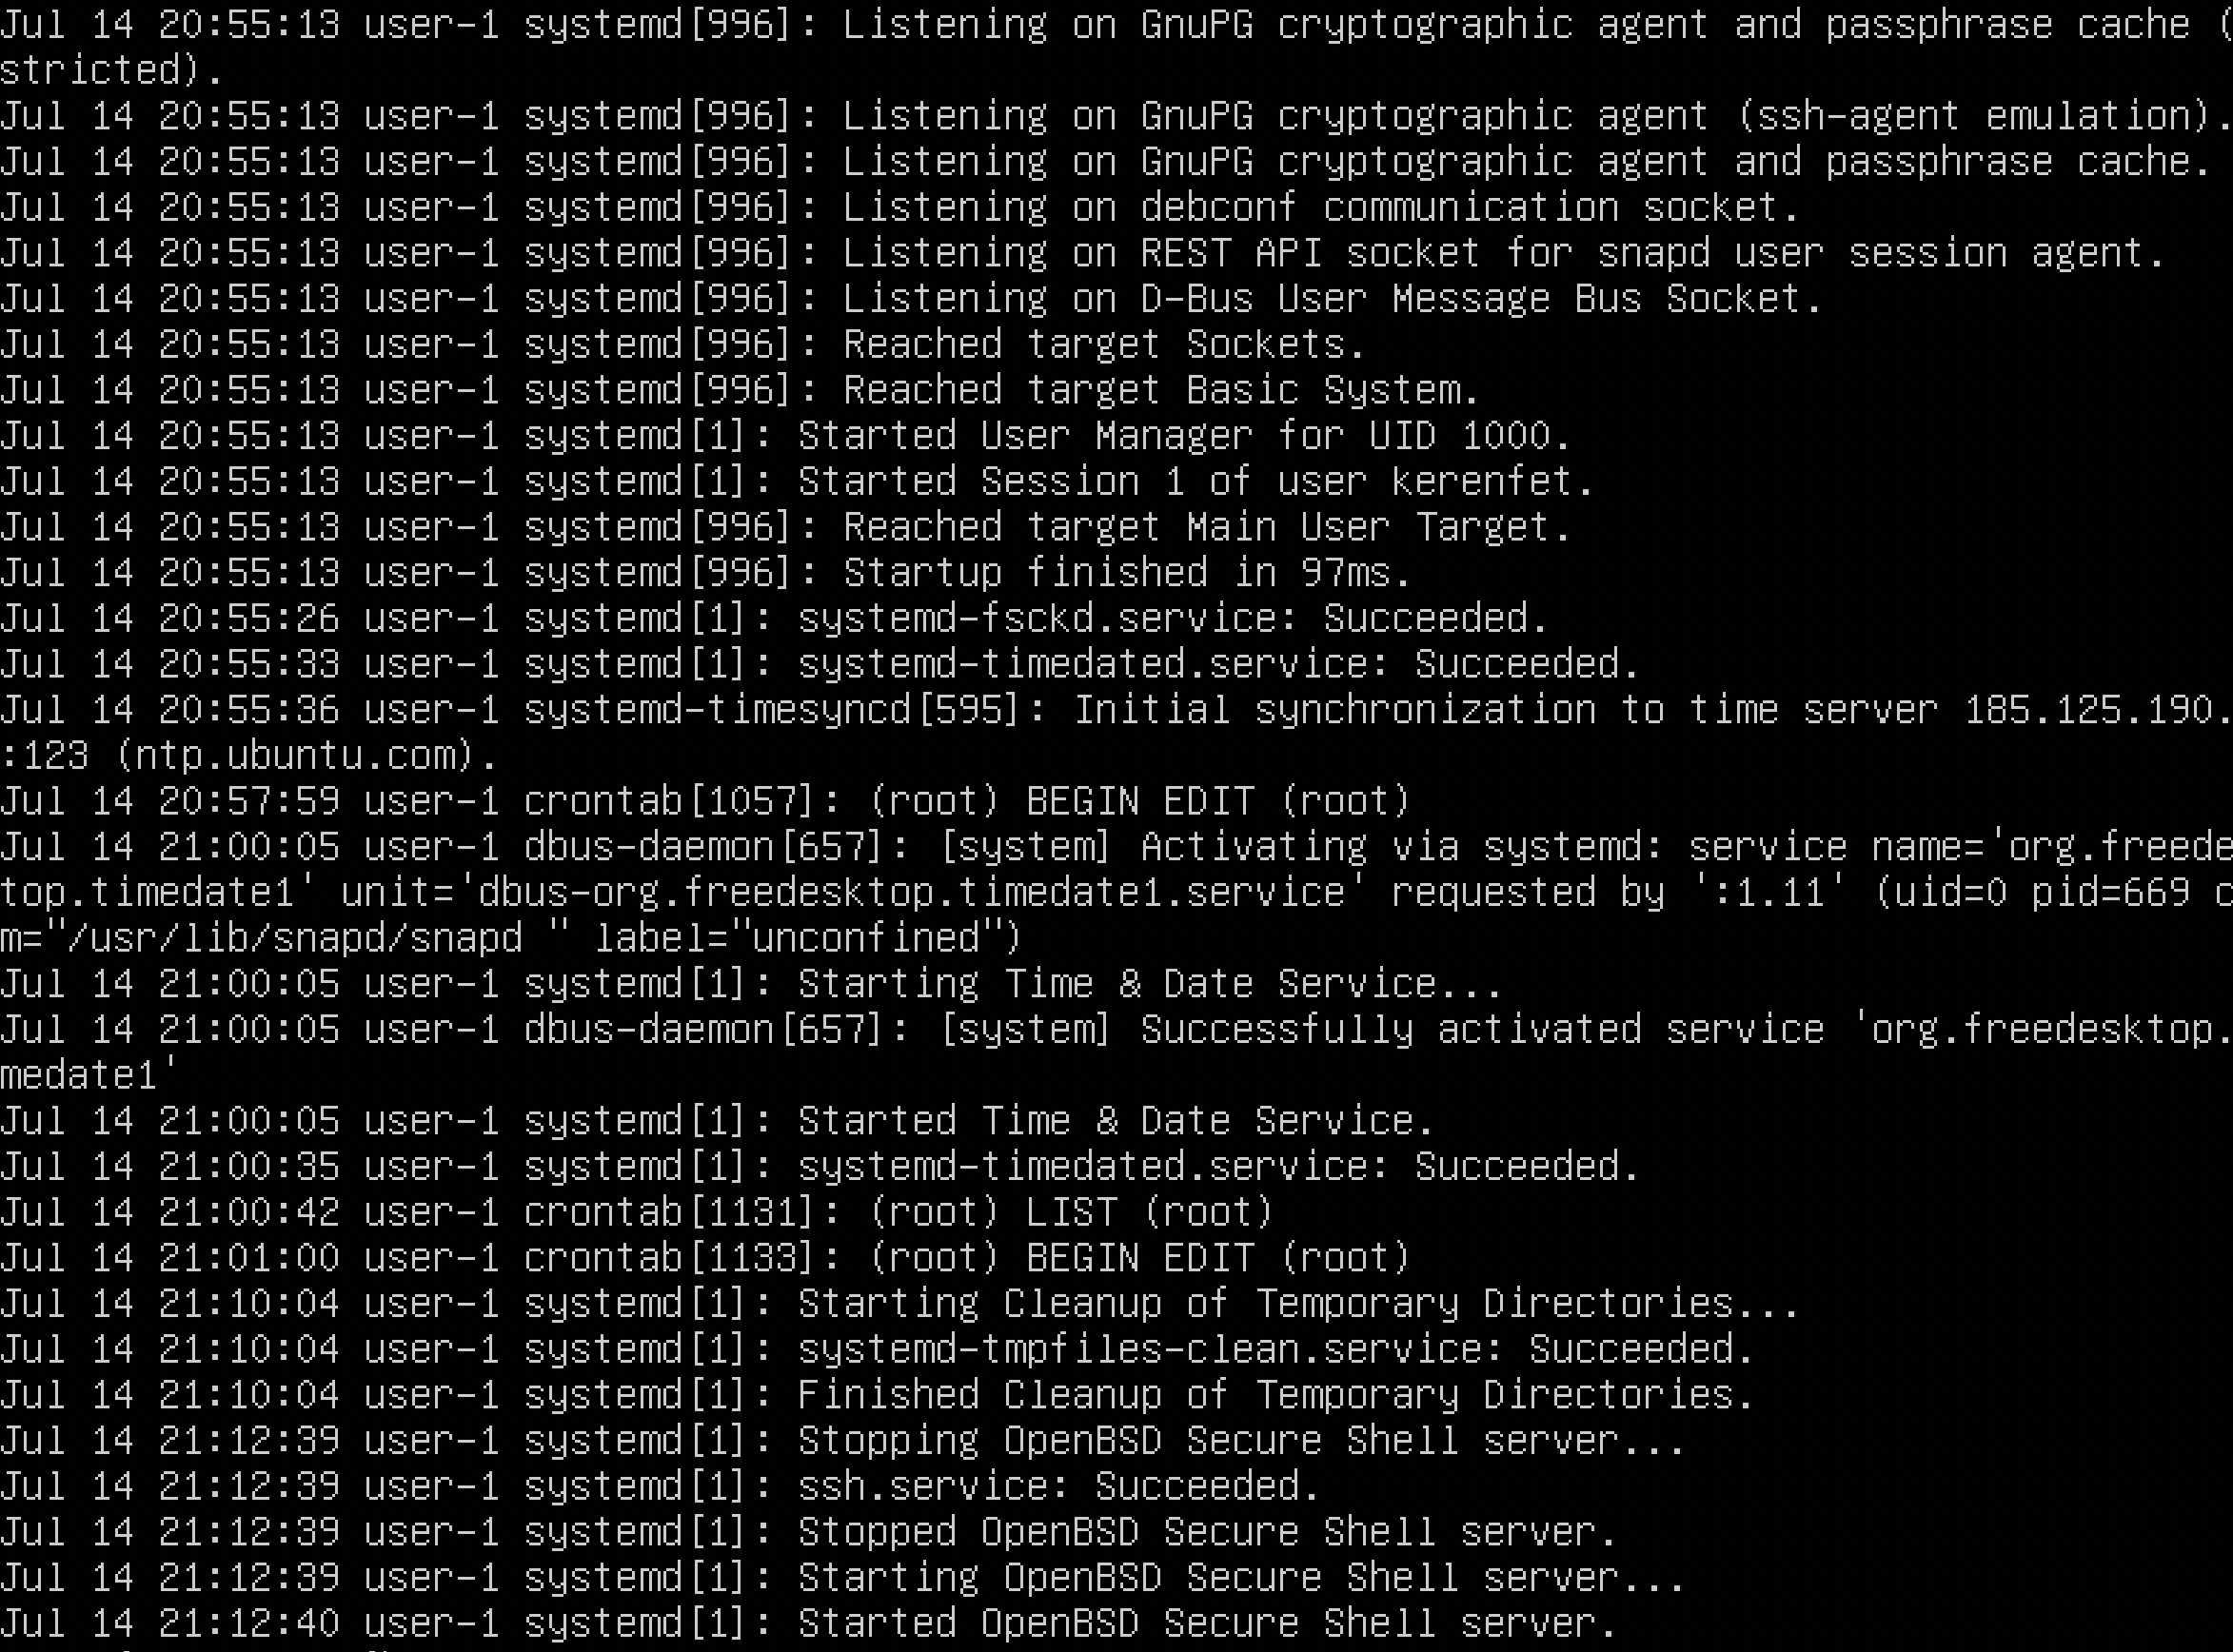 Jul 14 20:55:13 user-1 systemd[996]: Listening on GnuPG cryptographic agent and passphrase cache (
stricted).
Jul 14 20:55:13 user-1 systemd[996]: Listening on GnuPG cryptographic agent (ssh-agent emulation).
Jul 14 20:55:13 user-1 systemd[996]: Listening on GnuPG cryptographic agent and passphrase cache.
Jul 14 20:55:13 user-1 systemd[996]: Listening on debconf communication socket.
Jul 14 20:55:13 user-1 systemd[996]: Listening on REST API socket for snapd user session agent.
Jul 14 20:55:13 user-1 systemd[996]: Listening on D-Bus User Message Bus Socket.
Jul 14 20:55:13 user-1 systemd[996]: Reached target Sockets.
Jul 14 20:55:13 user-1 systemd[996]: Reached target Basic System.
Jul 14 20:55:13 user-1 systemd[1]: Started User Manager for UID 1000.
Jul 14 20:55:13 user-1 systemd[1]: Started Session 1 of user kerenfet.
Jul 14 20:55:13 user-1 systemd[996]: Reached target Main User Target.
Jul 14 20:55:13 user-1 systemd[996]: Startup finished in 97ms.
Jul 14 20:55:26 user-1 systemd[1]: systemd-fsckd.service: Succeeded.
Jul 14 20:55:33 user-1 systemd[1]: systemd-timedated.service: Succeeded.
Jul 14 20:55:36 user-1 systemd-timesyncd[595]: Initial synchronization to time server 185.125.190.
:123 (ntp.ubuntu.com).
Jul 14 20:57:59 user-1 crontab[1057]: (root) BEGIN EDIT (root)
Jul 14 21:00:05 user-1 dbus-daemon[657]: [system] Activating via systemd: service name='org.freede
top.timedate1' unit='dbus-org.freedesktop.timedate1.service' requested by ':1.11' (uid=0 pid=669 c
m="/usr/lib/snapd/snapd " label="unconfined")
Jul 14 21:00:05 user-1 systemd[1]: Starting Time & Date Service...
Jul 14 21:00:05 user-1 dbus-daemon[657]: [system] Successfully activated service 'org.freedesktop.
medate1'
Jul 14 21:00:05 user-1 systemd[1]: Started Time & Date Service.
Jul 14 21:00:35 user-1 systemd[1]: systemd-timedated.service: Succeeded.
Jul 14 21:00:42 user-1 crontab[1131]: (root) LIST (root)
Jul 14 21:01:00 user-1 crontab[1133]: (root) BEGIN EDIT (root)
Jul 14 21:10:04 user-1 systemd[1]: Starting Cleanup of Temporary Directories...
Jul 14 21:10:04 user-1 systemd[1]: systemd-tmpfiles-clean.service: Succeeded.
Jul 14 21:10:04 user-1 systemd[1]: Finished Cleanup of Temporary Directories.
Jul 14 21:12:39 user-1 systemd[1]: Stopping OpenBSD Secure Shell server...
Jul 14 21:12:39 user-1 systemd[1]: ssh.service: Succeeded.
Jul 14 21:12:39 user-1 systemd[1]: Stopped OpenBSD Secure Shell server.
Jul 14 21:12:39 user-1 systemd[1]: Starting OpenBSD Secure Shell server...
Jul 14 21:12:40 user-1 systemd[1]: Started OpenBSD Secure Shell server.